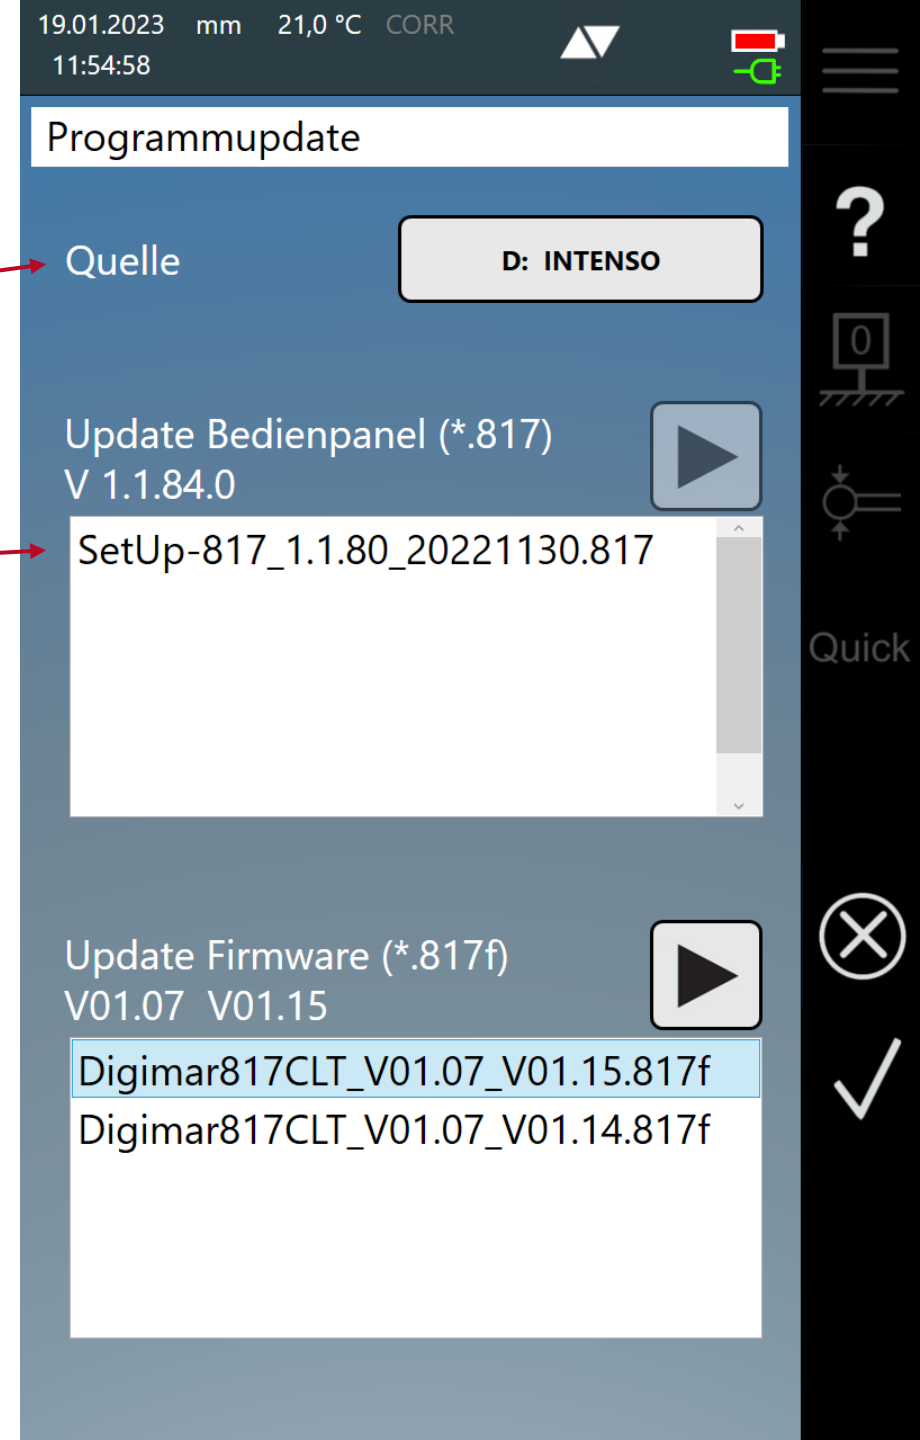 19.01.2023 mm 21,0 °C CORR
11:54:58
Programmupdate
?
Quelle
D: INTENSO
0
Update Bedienpanel (*.817)
V 1.1.84.0
SetUp-817_1.1.80_20221130.817
Quick
Update Firmware (*.817f)
V01.07 V01.15
Digimar817CLT_V01.07_V01.15.817f
Digimar817CLT_V01.07_V01.14.817f